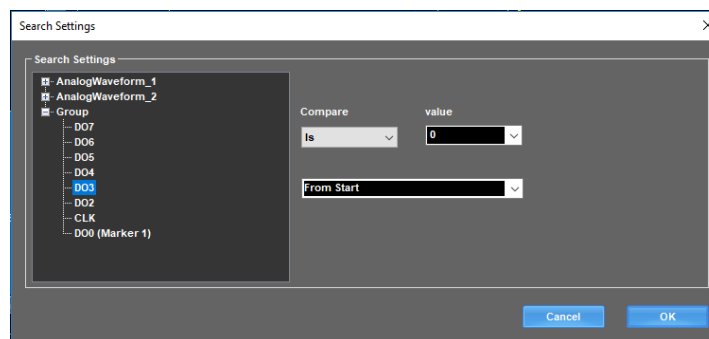 Search Settings
Search Settings
AnalogWaveform_1
AnalogWaveform_2
Group
DO7
DO6
DO5
DO4
DO3
DO2
CLK
DO0 (Marker 1)
Compare
value
Is
0
From Start
Cancel
OK